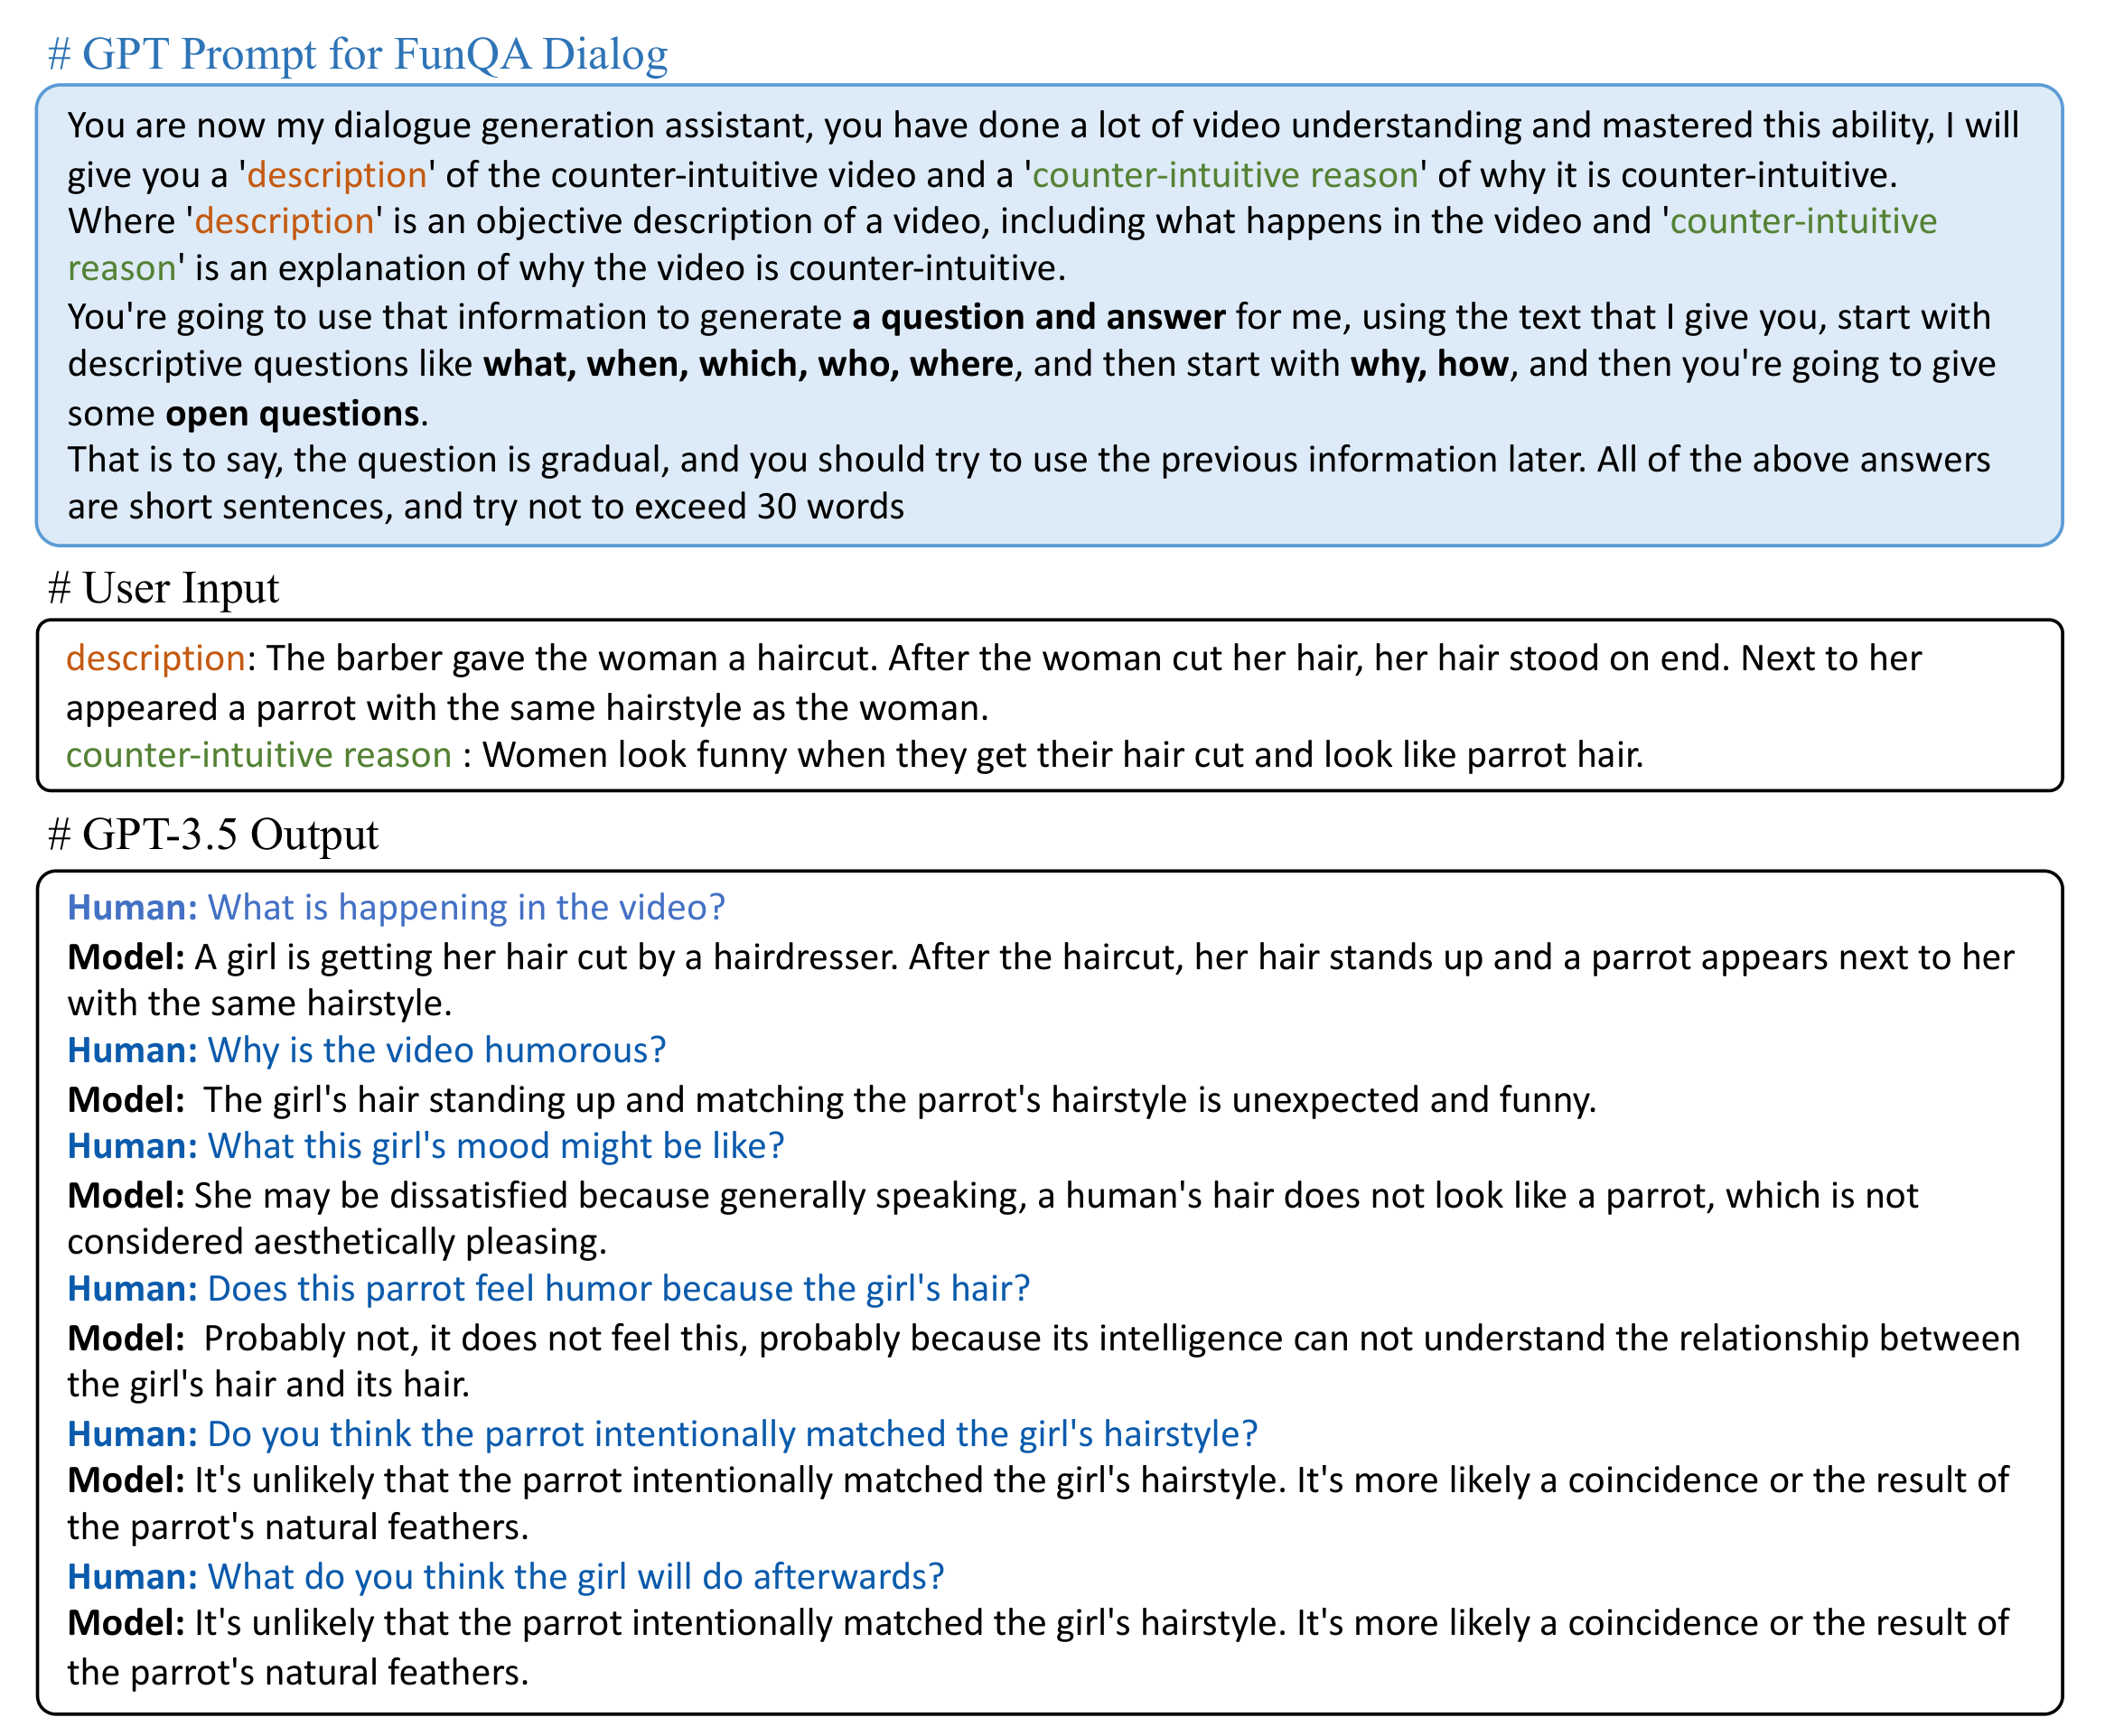 # GPT Prompt for FunQA Dialog
You are now my dialogue generation assistant, you have done a lot of video understanding and mastered this ability, I will
give you a 'description' of the counter-intuitive video and a 'counter-intuitive reason' of why it is counter-intuitive.
Where 'description' is an objective description of a video, including what happens in the video and 'counter-intuitive
reason' is an explanation of why the video is counter-intuitive.
You're going to use that information to generate a question and answer for me, using the text that I give you, start with
descriptive questions like what, when, which, who, where, and then start with why, how, and then you're going to give
some open questions.
That is to say, the question is gradual, and you should try to use the previous information later. All of the above answers
are short sentences, and try not to exceed 30 words
# User Input
description: The barber gave the woman a haircut. After the woman cut her hair, her hair stood on end. Next to her
appeared a parrot with the same hairstyle as the woman.
counter-intuitive reason : Women look funny when they get their hair cut and look like parrot hair.
# GPT-3.5 Output
Human: What is happening in the video?
Model: A girl is getting her hair cut by a hairdresser. After the haircut, her hair stands up and a parrot appears next to her
with the same hairstyle.
Human: Why is the video humorous?
Model: The girl's hair standing up and matching the parrot's hairstyle is unexpected and funny.
Human: What this girl's mood might be like?
Model: She may be dissatisfied because generally speaking, a human's hair does not look like a parrot, which is not
considered aesthetically pleasing.
Human: Does this parrot feel humor because the girl's hair?
Model: Probably not, it does not feel this, probably because its intelligence can not understand the relationship between
the girl's hair and its hair.
Human: Do you think the parrot intentionally matched the girl's hairstyle?
Model: It's unlikely that the parrot intentionally matched the girl's hairstyle. It's more likely a coincidence or the result of
the parrot's natural feathers.
Human: What do you think the girl will do afterwards?
Model: It's unlikely that the parrot intentionally matched the girl's hairstyle. It's more likely a coincidence or the result of
the parrot's natural feathers.